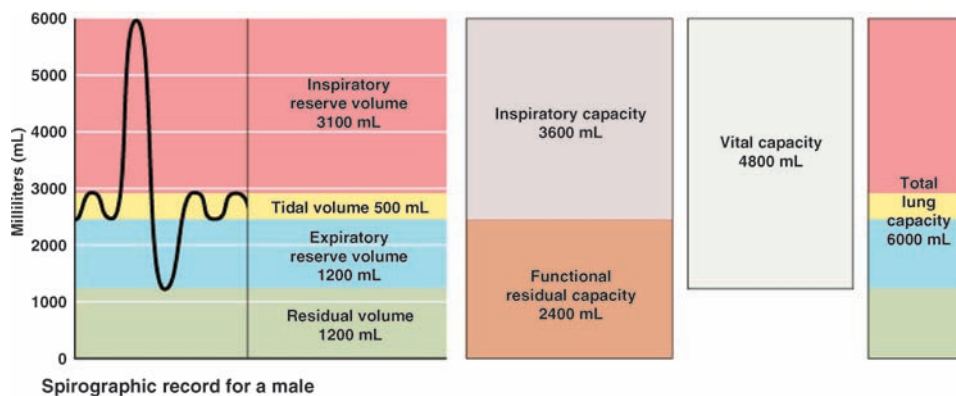 6000
5000
4000
3000
2000
1000
0
Milliliters (mL)
Inspiratory
reserve volume
3100 mL
Tidal volume 500 mL
Expiratory
reserve volume
1200 mL
Residual volume
1200 mL
Inspiratory capacity
3600 mL
Functional
residual capacity
2400 mL
Vital capacity
4800 mL
Total
lung
capacity
6000 mL
Spirographic record for a male